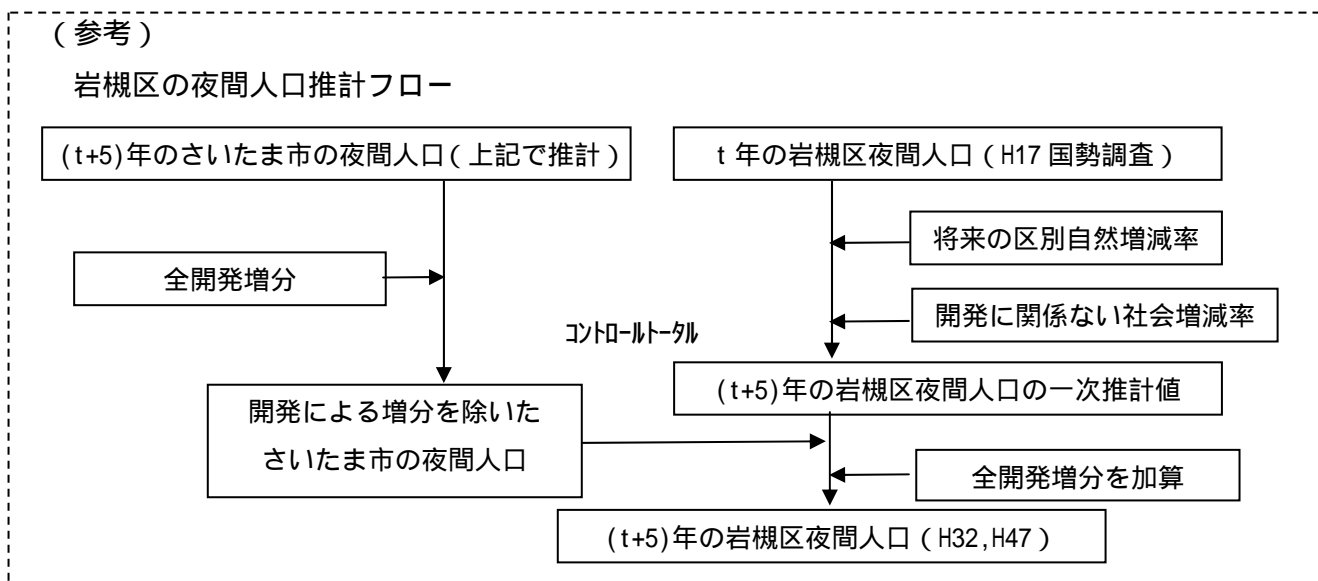 （参考）
岩槻区の夜間人口推計フロー
(t+5)年のさいたま市の夜間人口（上記で推計）
t 年の岩槻区夜間人口（H17 国勢調査）
将来の区別自然増減率
全開発増分
開発に関係ない社会増減率
ｺﾝﾄﾛｰﾙﾄｰﾀﾙ
(t+5)年の岩槻区夜間人口の一次推計値
開発による増分を除いた
さいたま市の夜間人口
全開発増分を加算
(t+5)年の岩槻区夜間人口（H32,H47）